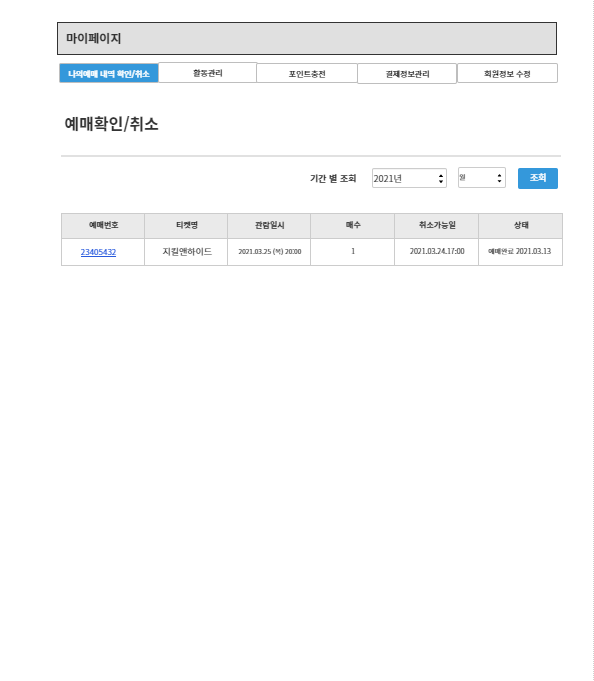 마이페이지
나의예매 내역 확인/취소 활동관리 포인트충전 결제정보관리 회원정보 수정
예매확인/취소
기간 별 조회 2021년 월 조회
예매번호 티켓명 관람일시 매수 취소가능일 상태
23405432 지킬앤하이드 2021.03.25 (목) 20:00 1 2021.03.24.17:00 예매완료 2021.03.13